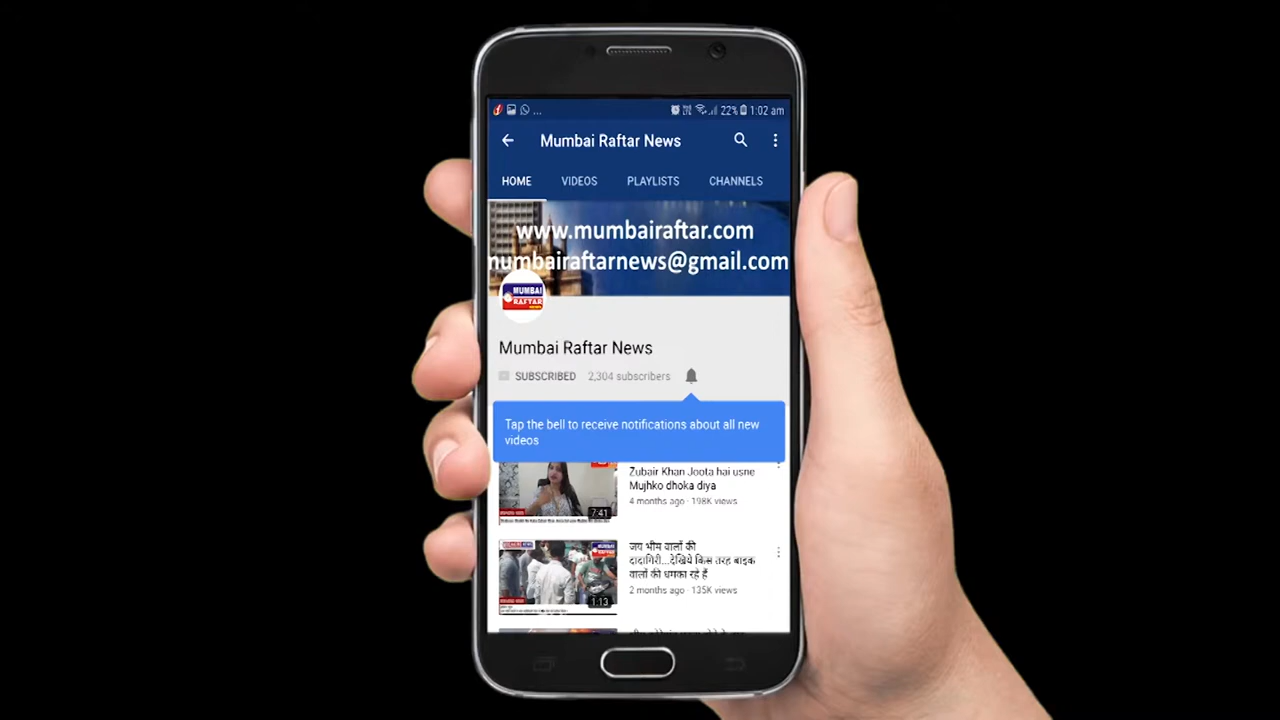 ... 22% 1:02 am
Mumbai Raftar News
HOME VIDEOS PLAYLISTS CHANNELS
www.mumbairaftar.com
numbairaftarnews@gmail.com
MUMBAI
RAFTAR
Mumbai Raftar News
SUBSCRIBED 2,304 subscribers
Tap the bell to receive notifications about all new
videos
Zubair Khan Joota hai usne
Mujhko dhoka diya
4 months ago · 198K views
7:41
जय भीम वालों की
दादागीरी...देखिये किस तरह बाइक
वालों की धमका रहे हैं
2 months ago · 135K views
MUMBAI
1:13